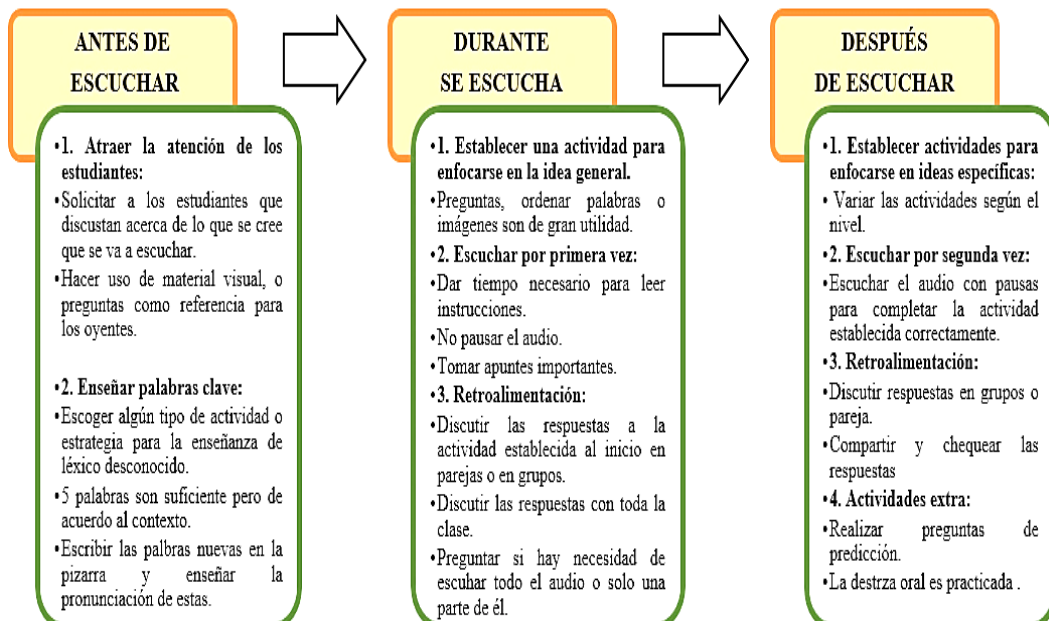 ANTES DE
ESCUCHAR
•1. Atraer la atención de los
estudiantes:
•Solicitar a los estudiantes que
discustan acerca de lo que se cree
que se va a escuchar.
•Hacer uso de material visual, o
preguntas como referencia para
los oyentes.
•2. Enseñar palabras clave:
•Escoger algún tipo de actividad o
estrategia para la enseñanza de
léxico desconocido.
•5 palabras son suficiente pero de
acuerdo al contexto.
•Escribir las palbras nuevas en la
pizarra y enseñar la
pronunciación de estas.
DURANTE
SE ESCUCHA
•1. Establecer una actividad para
enfocarse en la idea general.
•Preguntas, ordenar palabras o
imágenes son de gran utilidad.
•2. Escuchar por primera vez:
•Dar tiempo necesario para leer
instrucciones.
•No pausar el audio.
•Tomar apuntes importantes.
•3. Retroalimentación:
•Discutir las respuestas a la
actividad establecida al inicio en
parejas o en grupos.
•Discutir las respuestas con toda la
clase.
•Preguntar si hay necesidad de
escuhar todo el audio o solo una
parte de él.
DESPUÉS
DE ESCUCHAR
•1. Establecer actividades para
enfocarse en ideas específicas:
• Variar las actividades según el
nivel.
•2. Escuchar por segunda vez:
•Escuchar el audio con pausas
para completar la actividad
establecida correctamente.
•3. Retroalimentación:
•Discutir respuestas en grupos o
pareja.
•Compartir y chequear las
respuestas
•4. Actividades extra:
•Realizar preguntas de
predicción.
•La destrza oral es practicada .